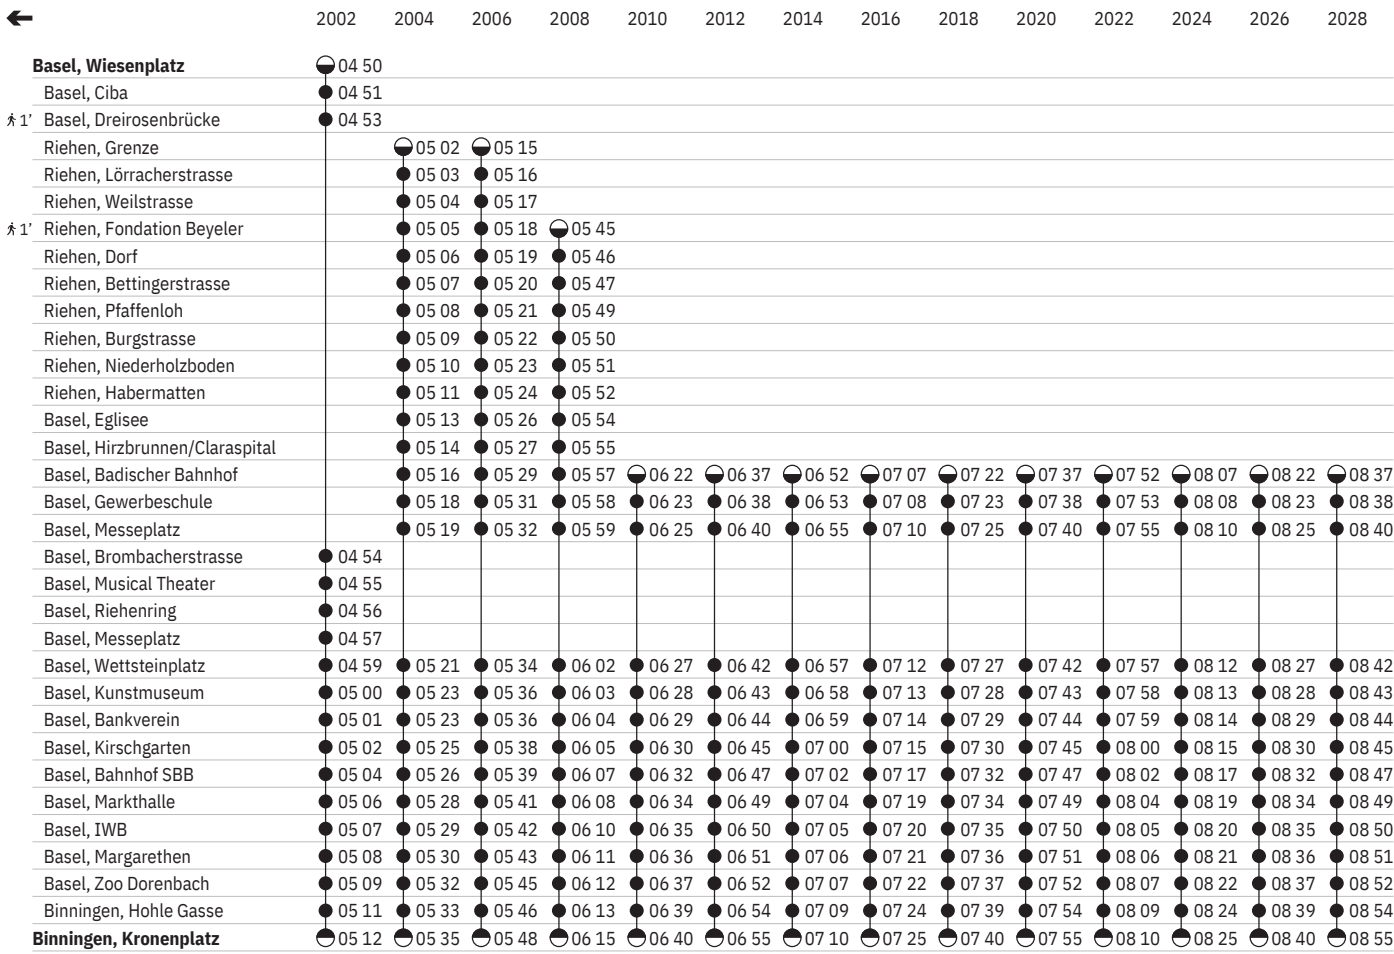 2002 2004 2006 2008 2010 2012 2014 2016 2018 2020 2022 2024 2026 2028
Basel, Wiesenplatz 04 50
Basel, Ciba 04 51
1’ Basel, Dreirosenbrücke 04 53
Riehen, Grenze 05 02 05 15
Riehen, Lörracherstrasse 05 03 05 16
Riehen, Weilstrasse 05 04 05 17
1’ Riehen, Fondation Beyeler 05 05 05 18 05 45
Riehen, Dorf 05 06 05 19 05 46
Riehen, Bettingerstrasse 05 07 05 20 05 47
Riehen, Pfaffenloh 05 08 05 21 05 49
Riehen, Burgstrasse 05 09 05 22 05 50
Riehen, Niederholzboden 05 10 05 23 05 51
Riehen, Habermatten 05 11 05 24 05 52
Basel, Eglisee 05 13 05 26 05 54
Basel, Hirzbrunnen/Claraspital 05 14 05 27 05 55
Basel, Badischer Bahnhof 05 16 05 29 05 57 06 22 06 37 06 52 07 07 07 22 07 37 07 52 08 07 08 22 08 37
Basel, Gewerbeschule 05 18 05 31 05 58 06 23 06 38 06 53 07 08 07 23 07 38 07 53 08 08 08 23 08 38
Basel, Messeplatz 05 19 05 32 05 59 06 25 06 40 06 55 07 10 07 25 07 40 07 55 08 10 08 25 08 40
Basel, Brombacherstrasse 04 54
Basel, Musical Theater 04 55
Basel, Riehenring 04 56
Basel, Messeplatz 04 57
Basel, Wettsteinplatz 04 59 05 21 05 34 06 02 06 27 06 42 06 57 07 12 07 27 07 42 07 57 08 12 08 27 08 42
Basel, Kunstmuseum 05 00 05 23 05 36 06 03 06 28 06 43 06 58 07 13 07 28 07 43 07 58 08 13 08 28 08 43
Basel, Bankverein 05 01 05 23 05 36 06 04 06 29 06 44 06 59 07 14 07 29 07 44 07 59 08 14 08 29 08 44
Basel, Kirschgarten 05 02 05 25 05 38 06 05 06 30 06 45 07 00 07 15 07 30 07 45 08 00 08 15 08 30 08 45
Basel, Bahnhof SBB 05 04 05 26 05 39 06 07 06 32 06 47 07 02 07 17 07 32 07 47 08 02 08 17 08 32 08 47
Basel, Markthalle 05 06 05 28 05 41 06 08 06 34 06 49 07 04 07 19 07 34 07 49 08 04 08 19 08 34 08 49
Basel, IWB 05 07 05 29 05 42 06 10 06 35 06 50 07 05 07 20 07 35 07 50 08 05 08 20 08 35 08 50
Basel, Margarethen 05 08 05 30 05 43 06 11 06 36 06 51 07 06 07 21 07 36 07 51 08 06 08 21 08 36 08 51
Basel, Zoo Dorenbach 05 09 05 32 05 45 06 12 06 37 06 52 07 07 07 22 07 37 07 52 08 07 08 22 08 37 08 52
Binningen, Hohle Gasse 05 11 05 33 05 46 06 13 06 39 06 54 07 09 07 24 07 39 07 54 08 09 08 24 08 39 08 54
Binningen, Kronenplatz 05 12 05 35 05 48 06 15 06 40 06 55 07 10 07 25 07 40 07 55 08 10 08 25 08 40 08 55